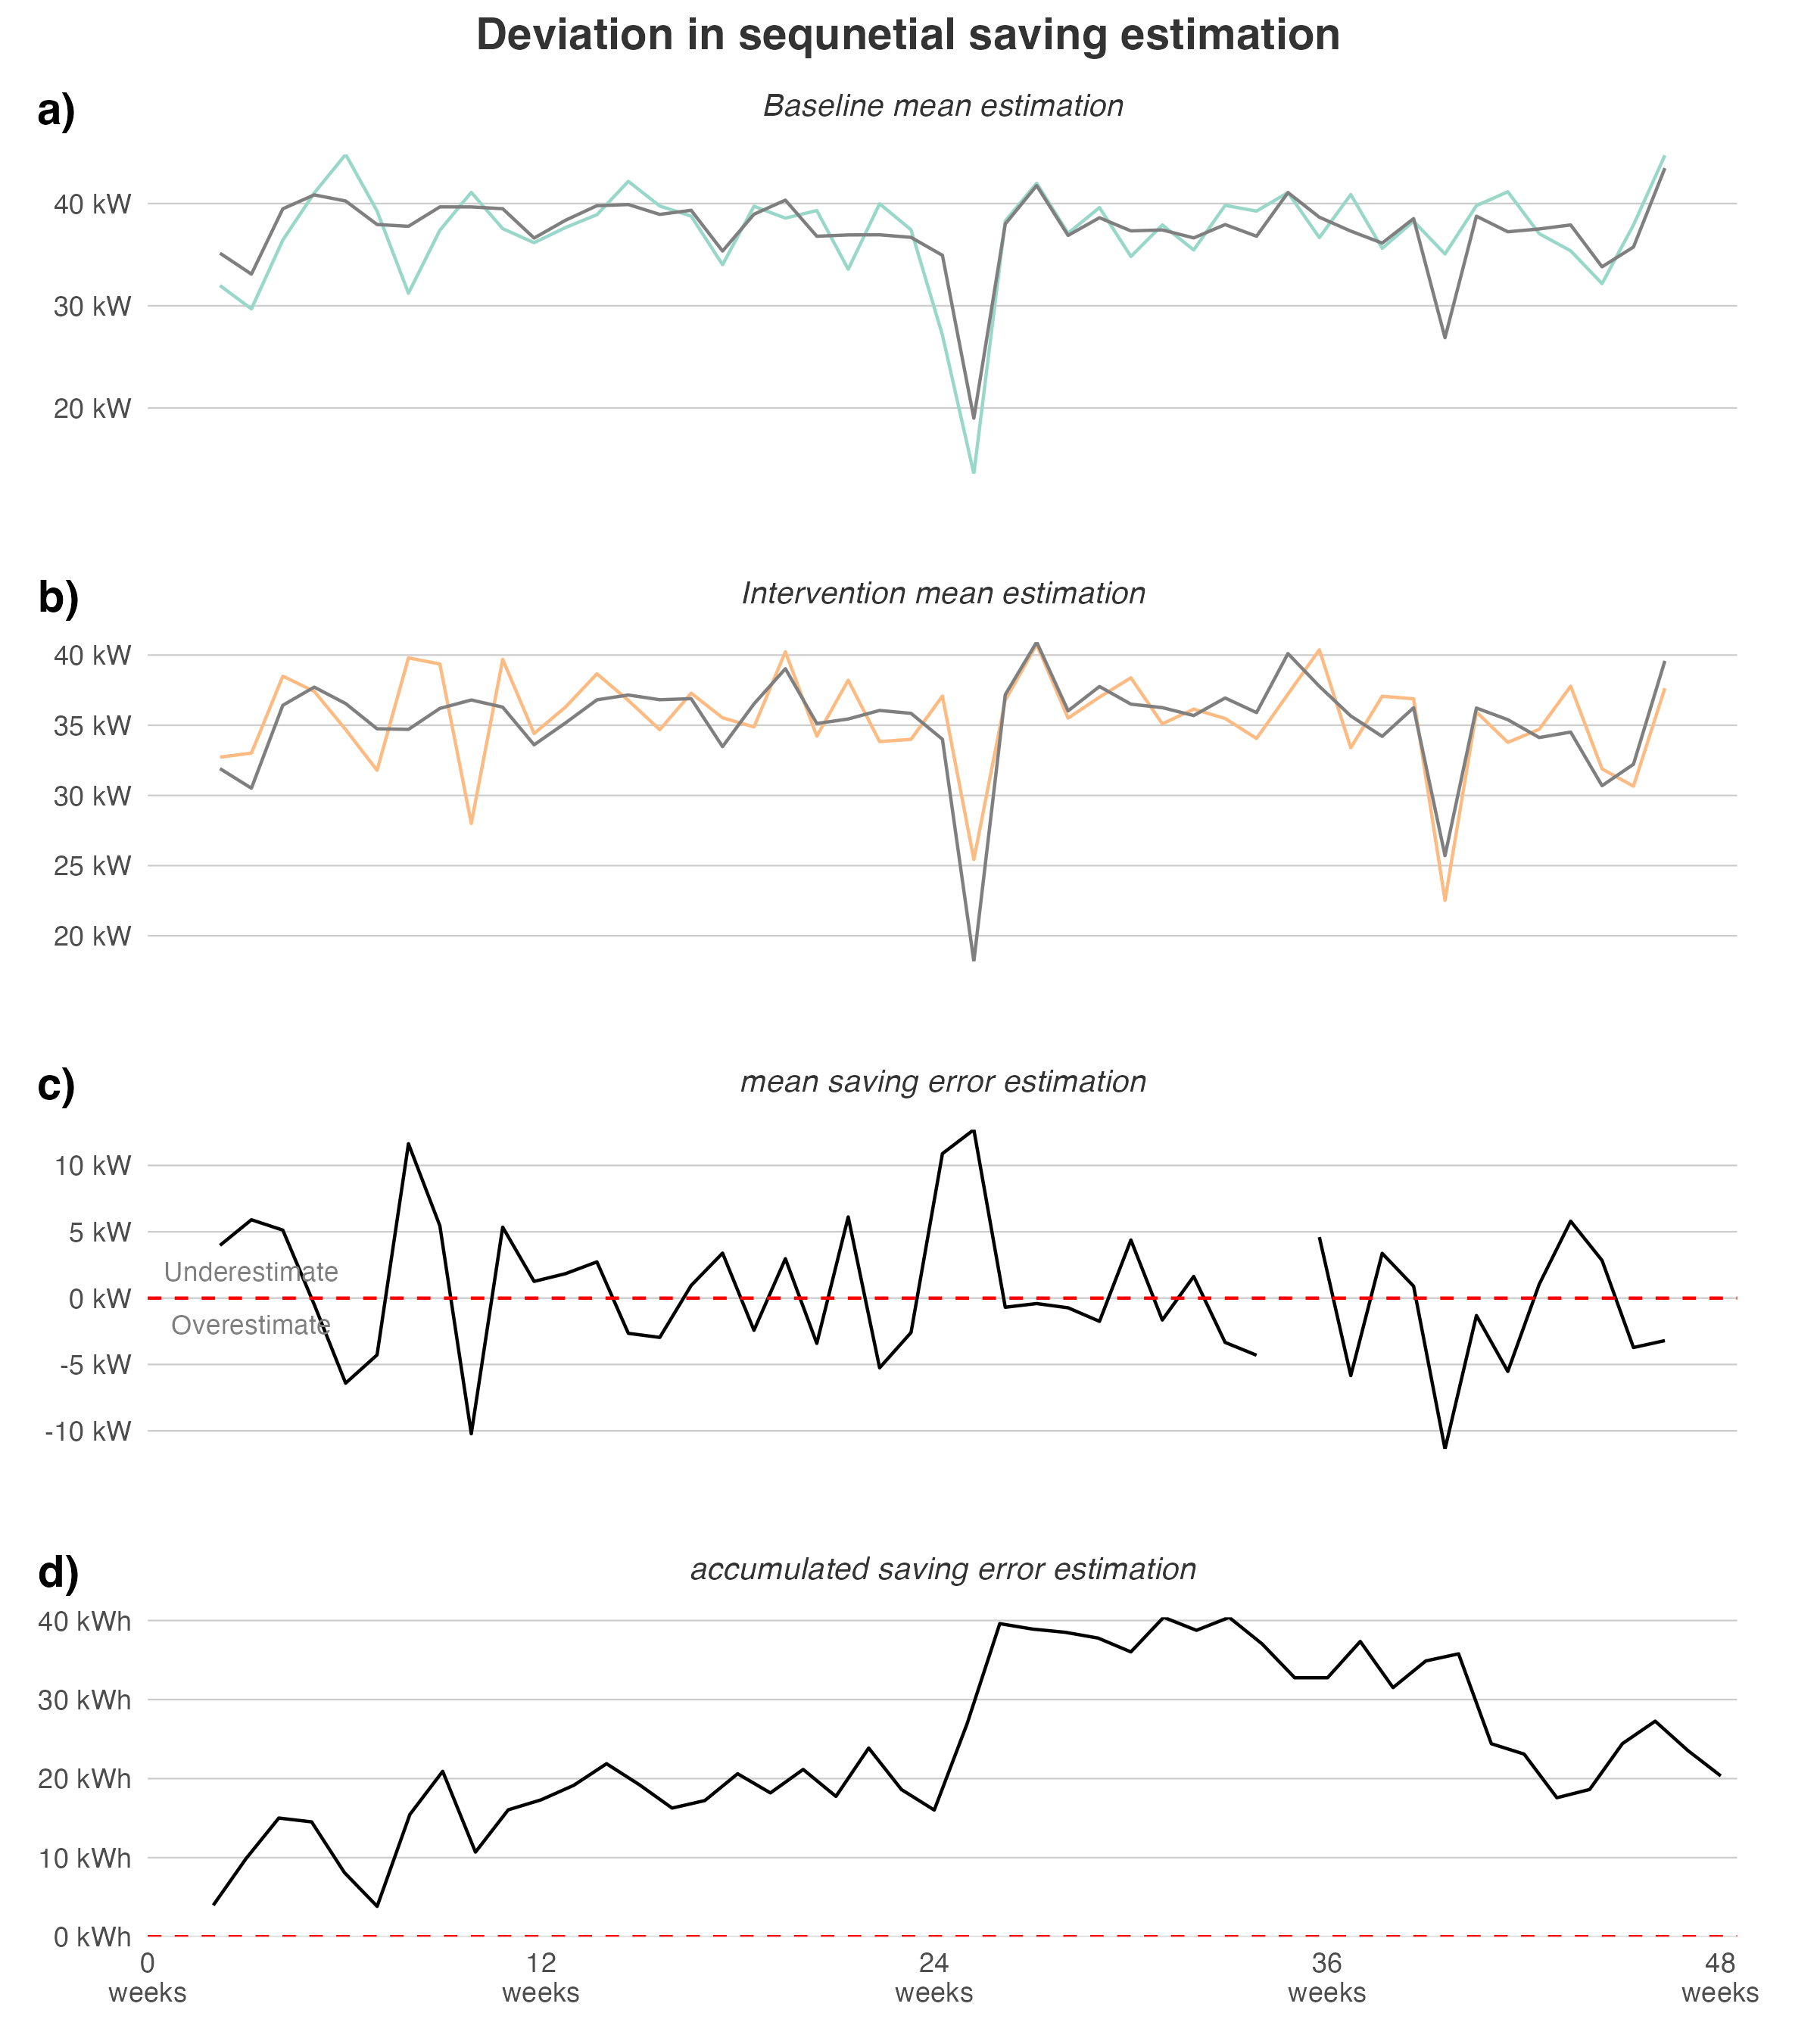 Deviation in sequnetial saving estimation
a)
Baseline mean estimation
40 kW
30 kW
20 kW
b)
Intervention mean estimation
40 kW
35 kW
30 kW
25 kW
20 kW
c)
mean saving error estimation
10 kW
5 kW
Underestimate
0 kW
Overestimate
-5 kW
-10 kW
d)
accumulated saving error estimation
40 kWh
30 kWh
20 kWh
10 kWh
0 kWh
0 12 24 36 48
weeks weeks weeks weeks weeks